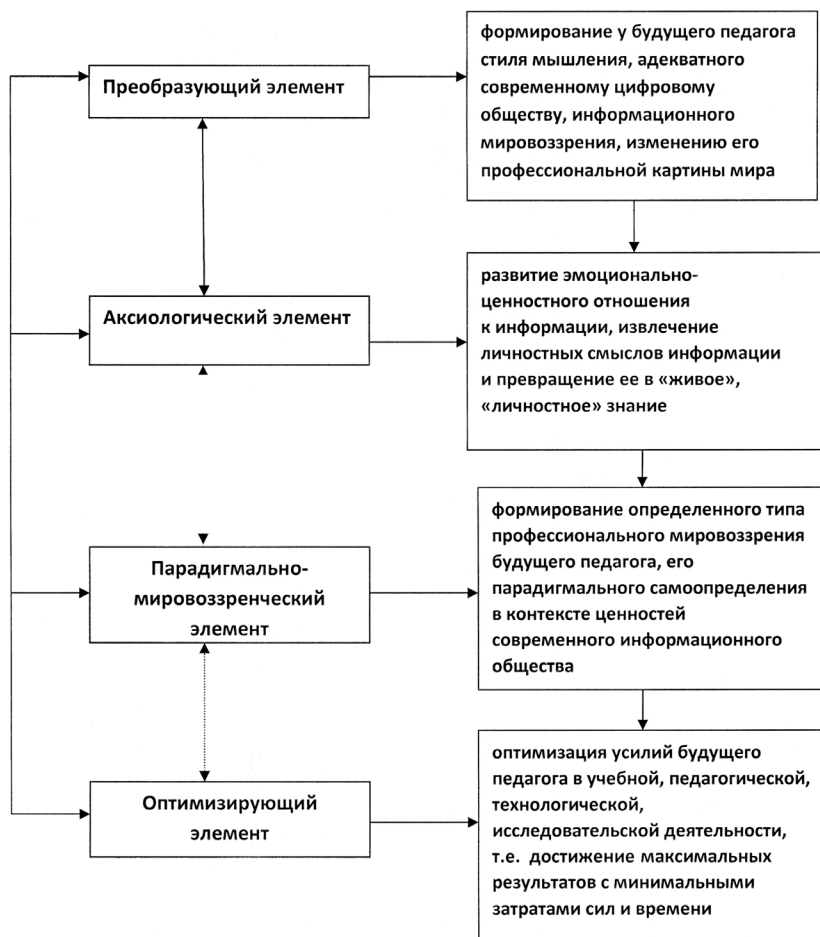 Преобразующий элемент
формирование у будущего педагога
стиля мышления, адекватного
современному цифровому
обществу, информационного
мировоззрения, изменению его
профессиональной картины мира
Аксиологический элемент
развитие эмоционально-
ценностного отношения
к информации, извлечение
личностных смыслов информации
и превращение ее в «живое»,
«личностное» знание
Парадигмально-
мировоззренческий
элемент
формирование определенного типа
профессионального мировоззрения
будущего педагога, его
парадигмального самоопределения
в контексте ценностей
современного информационного
общества
Оптимизирующий
элемент
оптимизация усилий будущего
педагога в учебной, педагогической,
технологической,
исследовательской деятельности,
т.е. достижение максимальных
результатов с минимальными
затратами сил и времени